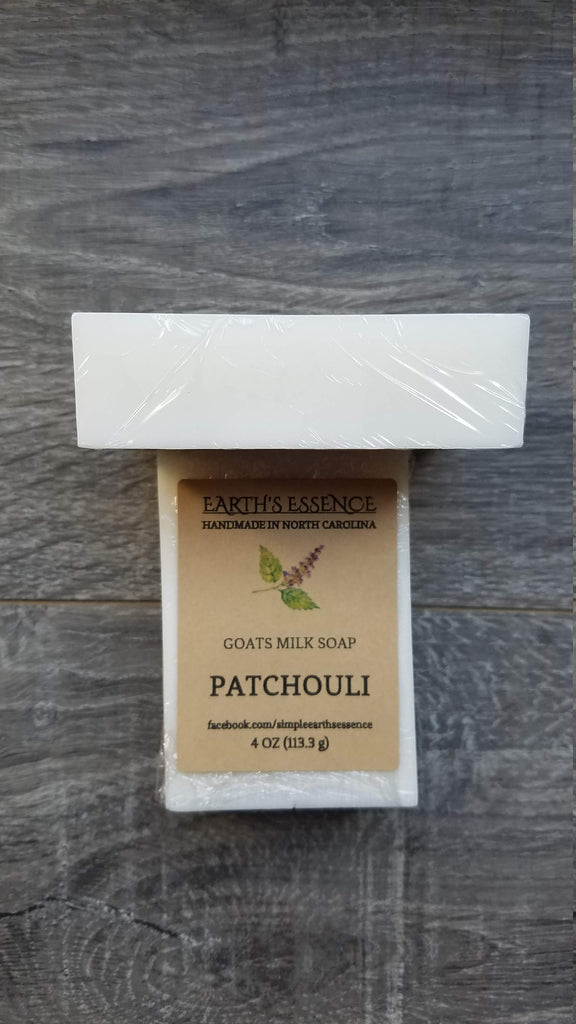 EARTH'S ESSENCE
HANDMADE IN NORTH CAROLINA
GOATS MILK SOAP
PATCHOULI
facebook.com/simpleearthsessence
4 OZ (113.3 g)